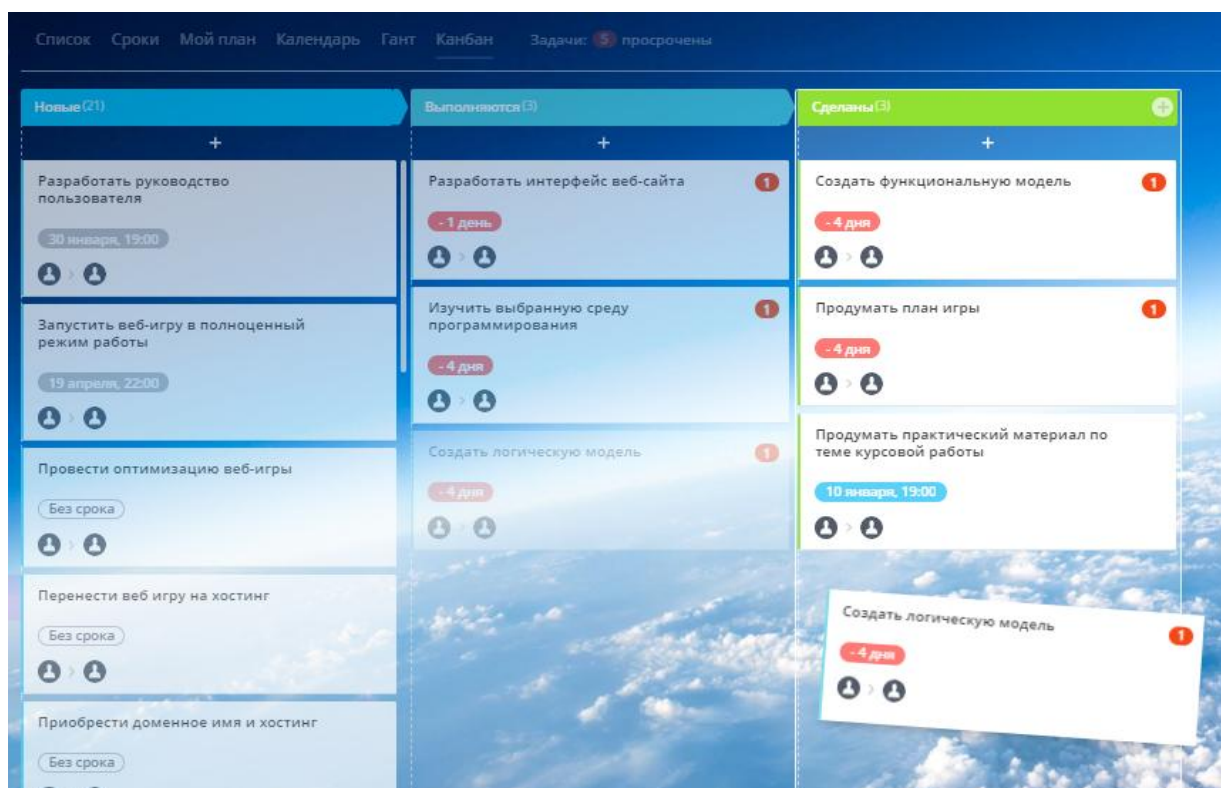 Список Сроки Мой план Календарь Гант Канбан Задачи: 5 просрочены
Новые (21)
+
Разработать руководство
пользователя
30 января, 19:00
Запустить веб-игру в полноценный
режим работы
19 апреля, 22:00
Провести оптимизацию веб-игры
Без срока
Перенести веб игру на хостинг
Без срока
Приобрести доменное имя и хостинг
Без срока
Выполняются (3)
+
Разработать интерфейс веб-сайта 1
- 1 день
Изучить выбранную среду 1
программирования
- 4 дня
Создать логическую модель 1
- 4 дня
Сделаны (3) +
+
Создать функциональную модель 1
- 4 дня
Продумать план игры 1
- 4 дня
Продумать практический материал по
теме курсовой работы
10 января, 19:00
Создать логическую модель 1
- 4 дня